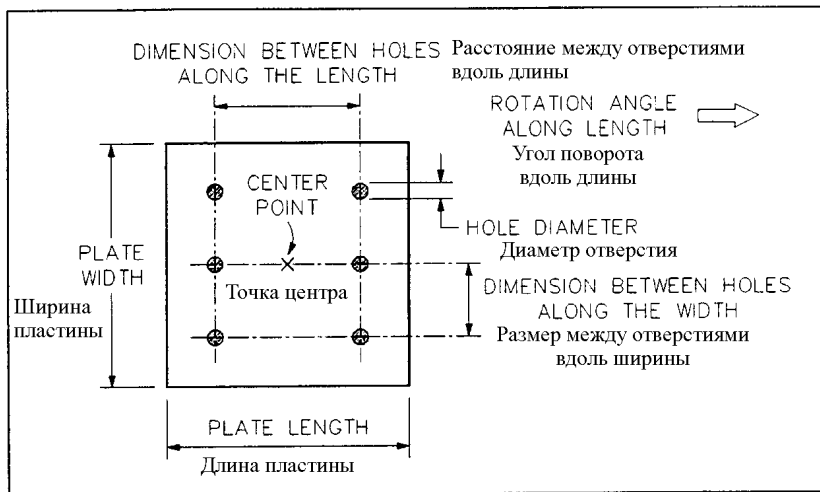 DIMENSION BETWEEN HOLES
ALONG THE LENGTH
Расстояние между отверстиями
вдоль длины
ROTATION ANGLE
ALONG LENGTH
Угол поворота
вдоль длины
CENTER
POINT
HOLE DIAMETER
Диаметр отверстия
PLATE
WIDTH
Точка центра
Ширина
пластины
DIMENSION BETWEEN HOLES
ALONG THE WIDTH
Размер между отверстиями
вдоль ширины
PLATE LENGTH
Длина пластины